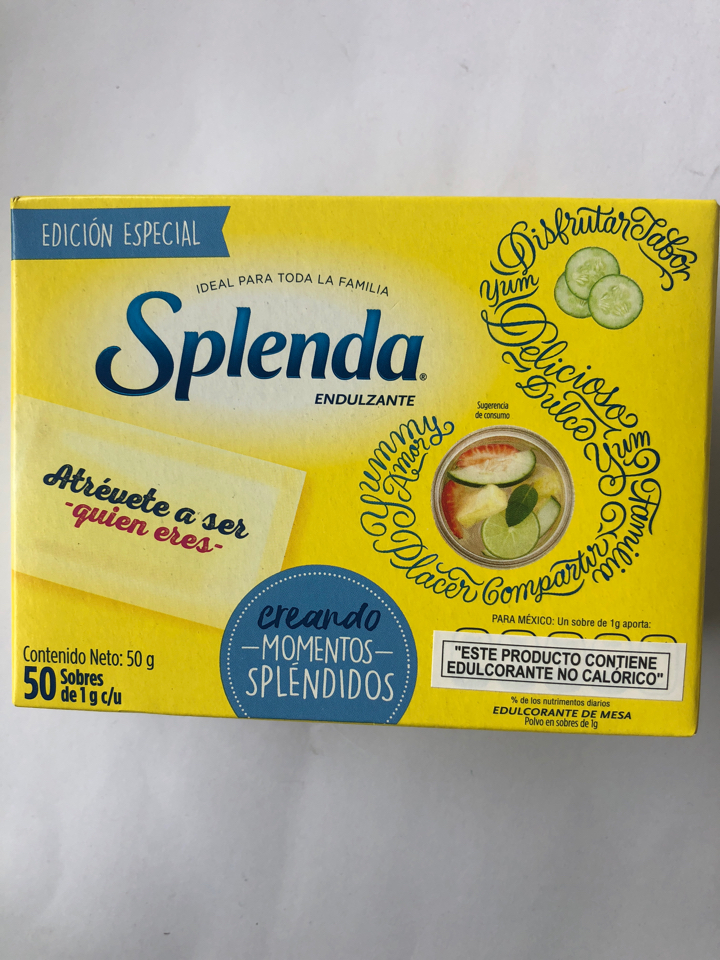 EDICIÓN ESPECIAL
IDEAL PARA TODA LA FAMILIA
Splenda®
ENDULZANTE
Disfrutar Sabor
Yum
Delicioso
Dulce Yum
Familia
Compartir
Placer
Yummy
Amor
Sugerencia
de consumo
Atrévete a ser
-quien eres-
creando
—MOMENTOS—
SPLÉNDIDOS
Contenido Neto: 50 g
50 Sobres
de 1 g c/u
PARA MÉXICO: Un sobre de 1g aporta:
"ESTE PRODUCTO CONTIENE
EDULCORANTE NO CALÓRICO"
% de los nutrimentos diarios
EDULCORANTE DE MESA
Polvo en sobres de 1g